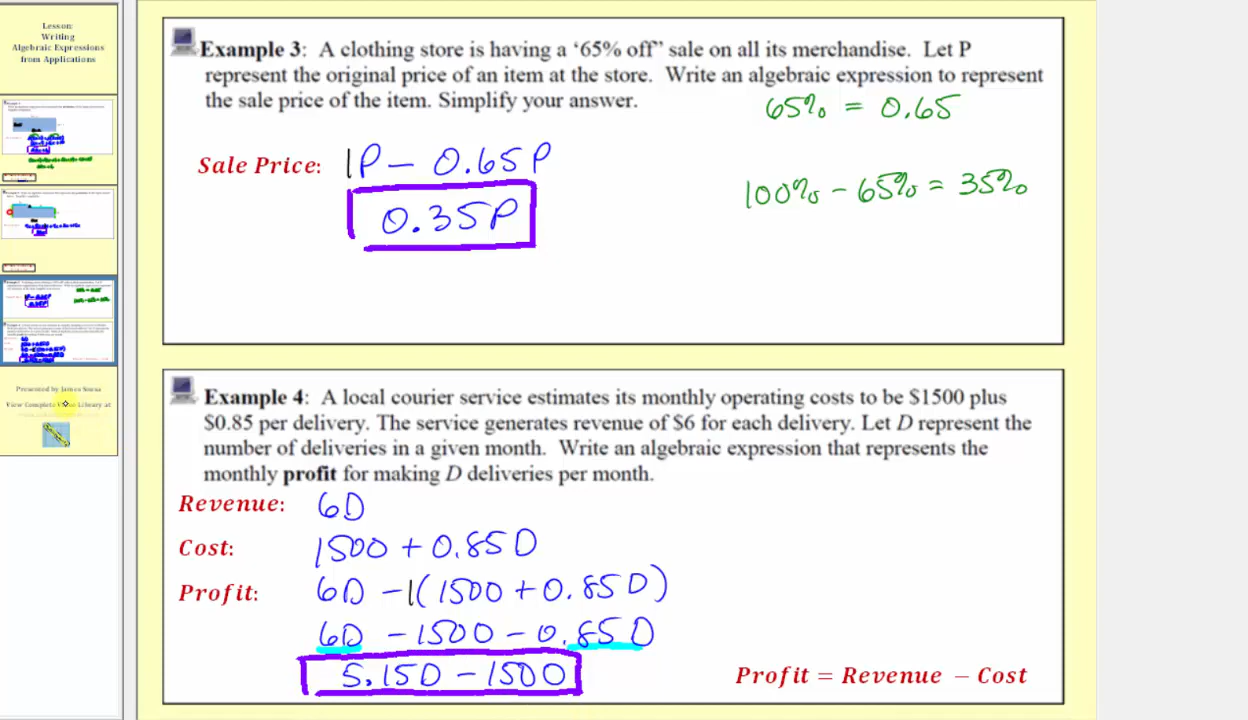 Lesson:
Writing
Algebraic Expressions
from Applications
Presented by James Sousa
View Complete Video Library at
Example 3: A clothing store is having a ‘65% off” sale on all its merchandise. Let P
represent the original price of an item at the store. Write an algebraic expression to represent
the sale price of the item. Simplify your answer.
65% = 0.65
Sale Price: 1P - 0.65P
100% - 65% = 35%
0.35P
Example 4: A local courier service estimates its monthly operating costs to be $1500 plus
$0.85 per delivery. The service generates revenue of $6 for each delivery. Let D represent the
number of deliveries in a given month. Write an algebraic expression that represents the
monthly profit for making D deliveries per month.
Revenue: 6D
Cost: 1500 + 0.85D
Profit: 6D -1(1500 + 0.85D)
6D - 1500 - 0.85D
5.15D - 1500
Profit = Revenue - Cost